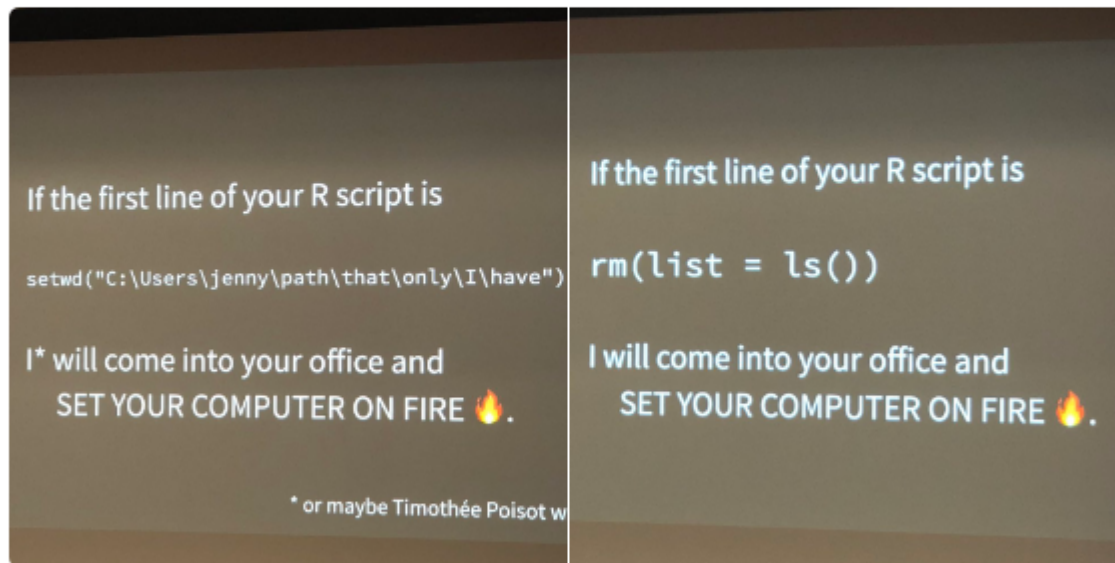 If the first line of your R script is
setwd("C:\Users\jenny\path\that\only\I\have")
I* will come into your office and
SET YOUR COMPUTER ON FIRE 🔥.
* or maybe Timothée Poisot w
If the first line of your R script is
rm(list = ls())
I will come into your office and
SET YOUR COMPUTER ON FIRE 🔥.